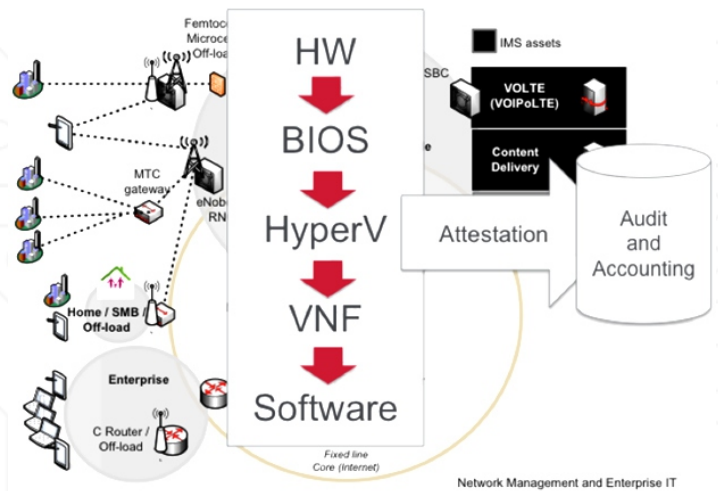 Femtoce
Microce
Off-loa
MTC
gateway
eNobe
RN
Home / SMB /
Off-load
Enterprise
C Router /
Off-load
HW
BIOS
HyperV
VNF
Software
Fixed line
Core (Internet)
SBC
IMS assets
VOLTE
(VOIPoLTE)
Content
Delivery
Attestation
Audit
and
Accounting
Network Management and Enterprise IT